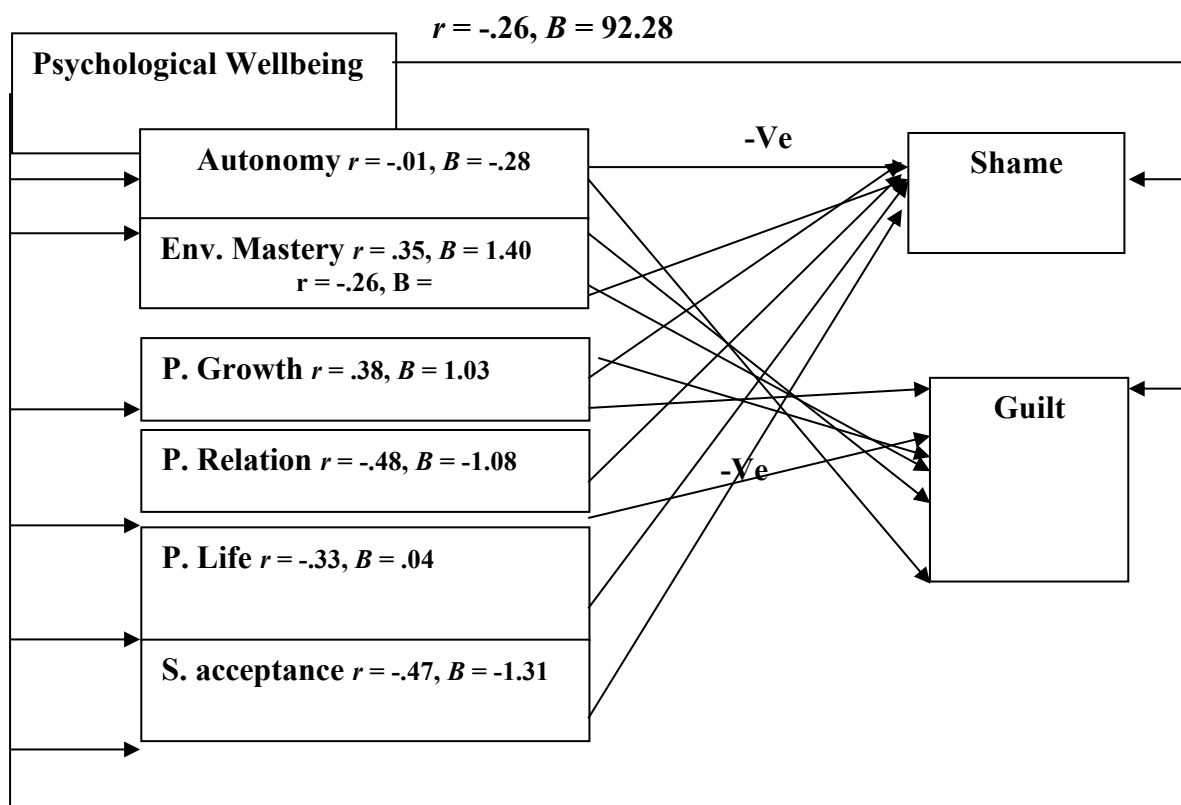 r = -.26, B = 92.28
Psychological Wellbeing
-Ve
Autonomy r = -.01, B = -.28
Shame
Env. Mastery r = .35, B = 1.40
r = -.26, B =
P. Growth r = .38, B = 1.03
Guilt
P. Relation r = -.48, B = -1.08
-Ve
P. Life r = -.33, B = .04
S. acceptance r = -.47, B = -1.31